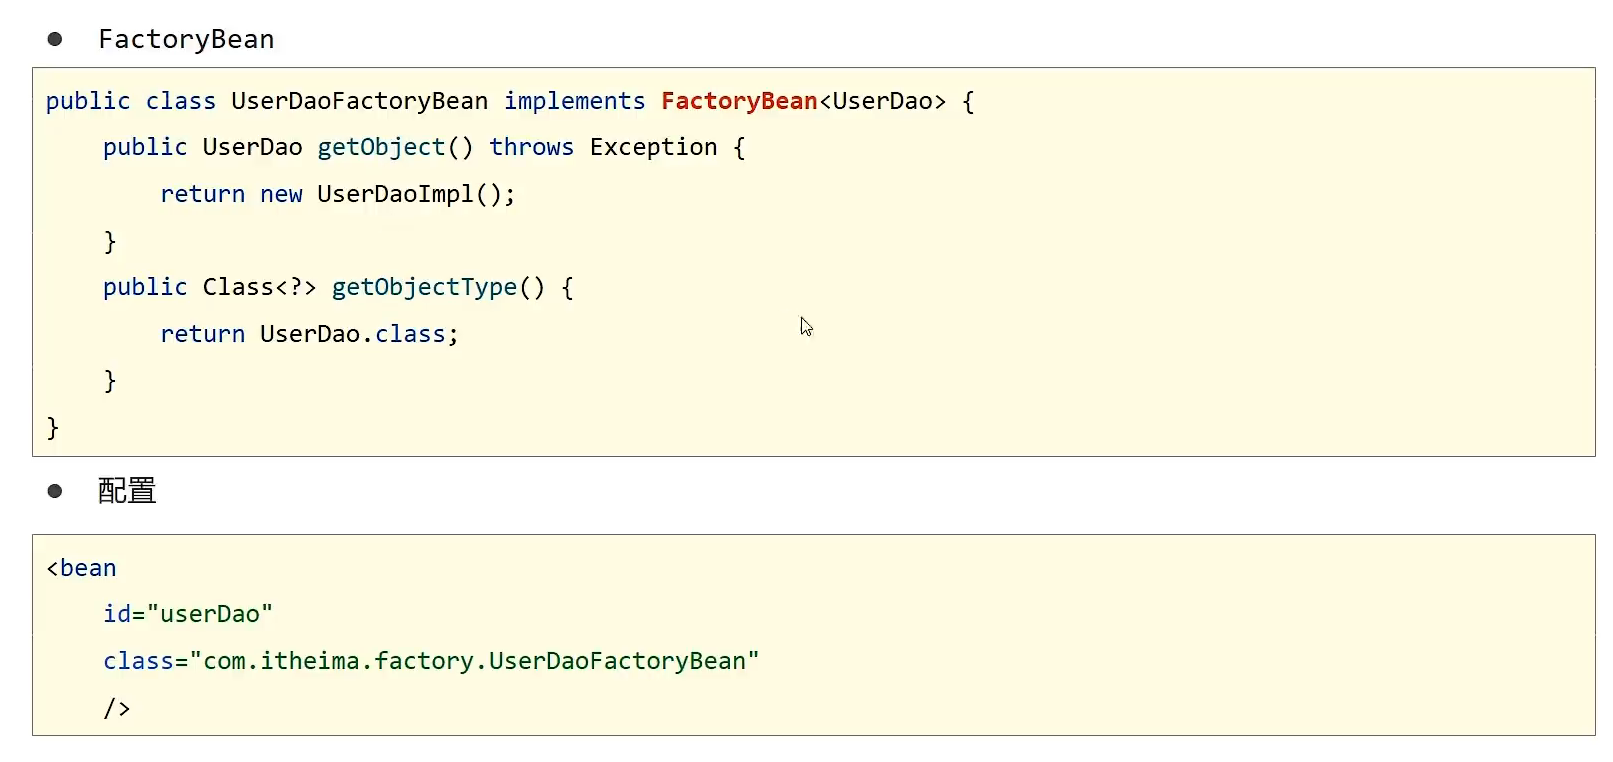 ● FactoryBean
public class UserDaoFactoryBean implements FactoryBean<UserDao> {
    public UserDao getObject() throws Exception {
        return new UserDaoImpl();
    }
    public Class<?> getObjectType() {
        return UserDao.class;
    }
}
● 配置
<bean
    id="userDao"
    class="com.itheima.factory.UserDaoFactoryBean"
    />